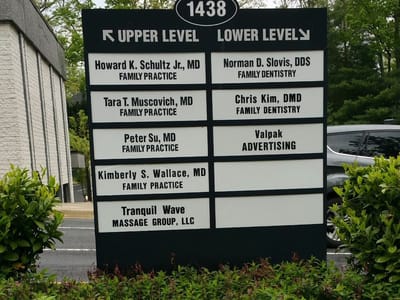 1438
↖ UPPER LEVEL
Howard K. Schultz Jr., MD
FAMILY PRACTICE
Tara T. Muscovich, MD
FAMILY PRACTICE
Peter Su, MD
FAMILY PRACTICE
Kimberly S. Wallace, MD
FAMILY PRACTICE
Tranquil Wave
MASSAGE GROUP, LLC
LOWER LEVEL ↘
Norman D. Slovis, DDS
FAMILY DENTISTRY
Chris Kim, DMD
FAMILY DENTISTRY
Valpak
ADVERTISING